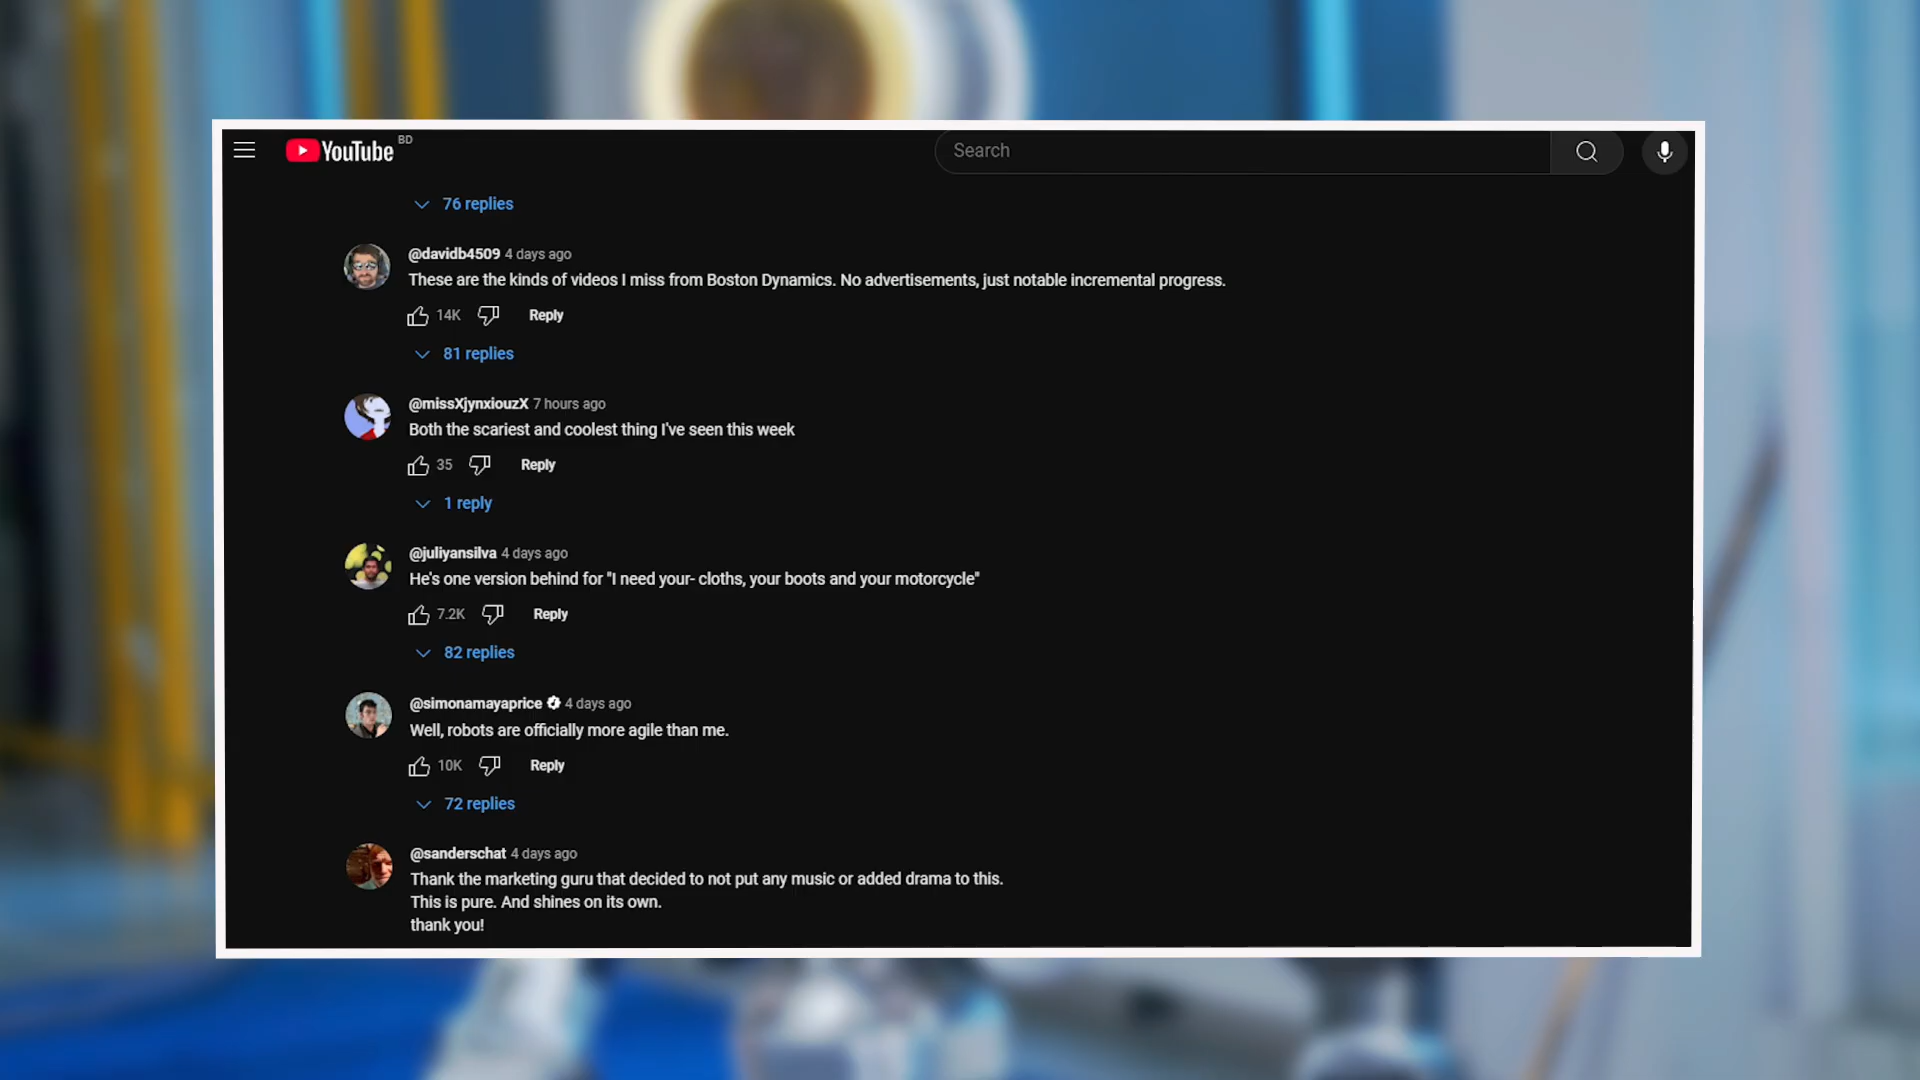 YouTube BD
Search
76 replies
@davidb4509 4 days ago
These are the kinds of videos I miss from Boston Dynamics. No advertisements, just notable incremental progress.
14K Reply
81 replies
@missXjynxiouzX 7 hours ago
Both the scariest and coolest thing I've seen this week
35 Reply
1 reply
@juliyansilva 4 days ago
He's one version behind for "I need your- cloths, your boots and your motorcycle"
7.2K Reply
82 replies
@simonamayaprice 4 days ago
Well, robots are officially more agile than me.
10K Reply
72 replies
@sanderschat 4 days ago
Thank the marketing guru that decided to not put any music or added drama to this.
This is pure. And shines on its own.
thank you!